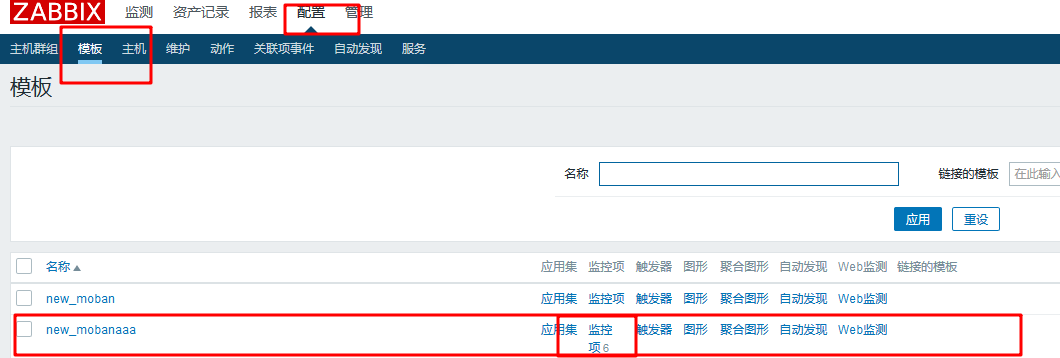 ZABBIX 监测 资产记录 报表 配置 管理
主机群组 模板 主机 维护 动作 关联项事件 自动发现 服务
模板
名称 链接的模板 在此输入
应用 重设
名称 应用集 监控项 触发器 图形 聚合图形 自动发现 Web监测 链接的模板
new_moban 应用集 监控项 触发器 图形 聚合图形 自动发现 Web监测
new_mobanaaa 应用集 监控 触发器 图形 聚合图形 自动发现 Web监测
项 6